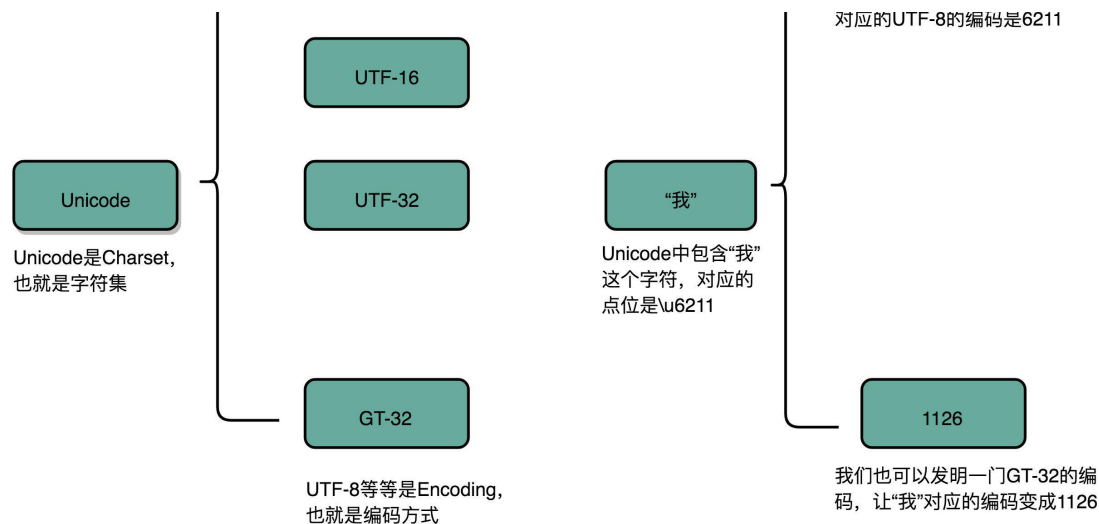 对应的UTF-8的编码是6211
UTF-16
Unicode
UTF-32
“我”
Unicode是Charset，
也就是字符集
Unicode中包含“我”
这个字符，对应的
点位是\u6211
GT-32
1126
UTF-8等等是Encoding，
也就是编码方式
我们也可以发明一门GT-32的编
码，让“我”对应的编码变成1126